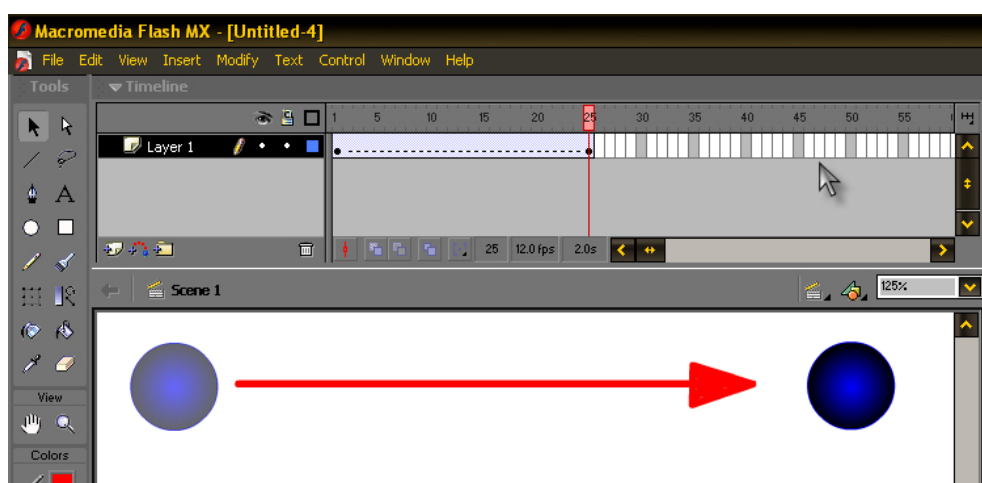 Macromedia Flash MX - [Untitled-4]
File Edit View Insert Modify Text Control Window Help
Tools Timeline
1 5 10 15 20 25 30 35 40 45 50 55
Layer 1
25 12.0 fps 2.0s
Scene 1 125%
View
Colors